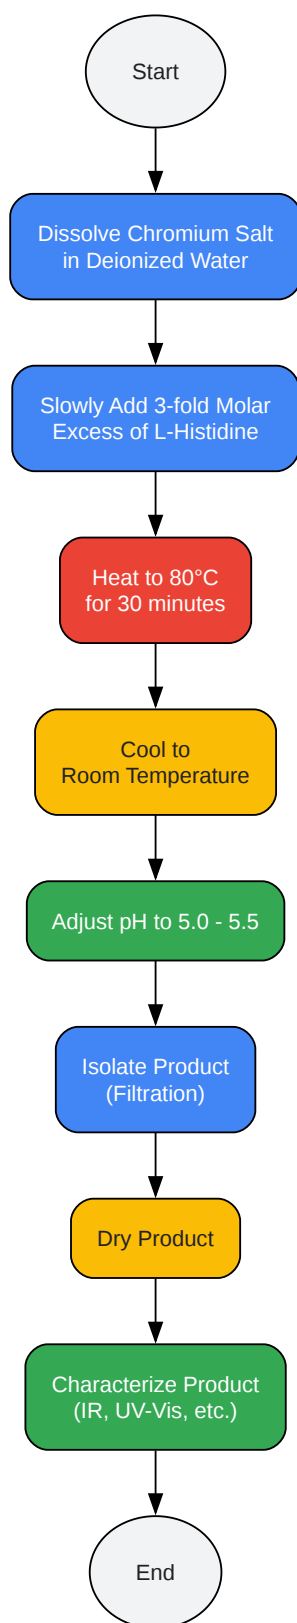 Start
Dissolve Chromium Salt
in Deionized Water
Slowly Add 3-fold Molar
Excess of L-Histidine
Heat to 80°C
for 30 minutes
Cool to
Room Temperature
Adjust pH to 5.0 - 5.5
Isolate Product
(Filtration)
Dry Product
Characterize Product
(IR, UV-Vis, etc.)
End